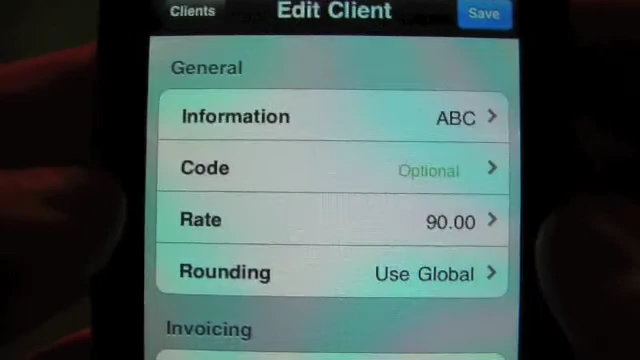 Clients Edit Client Save
General
Information ABC
Code Optional
Rate 90.00
Rounding Use Global
Invoicing